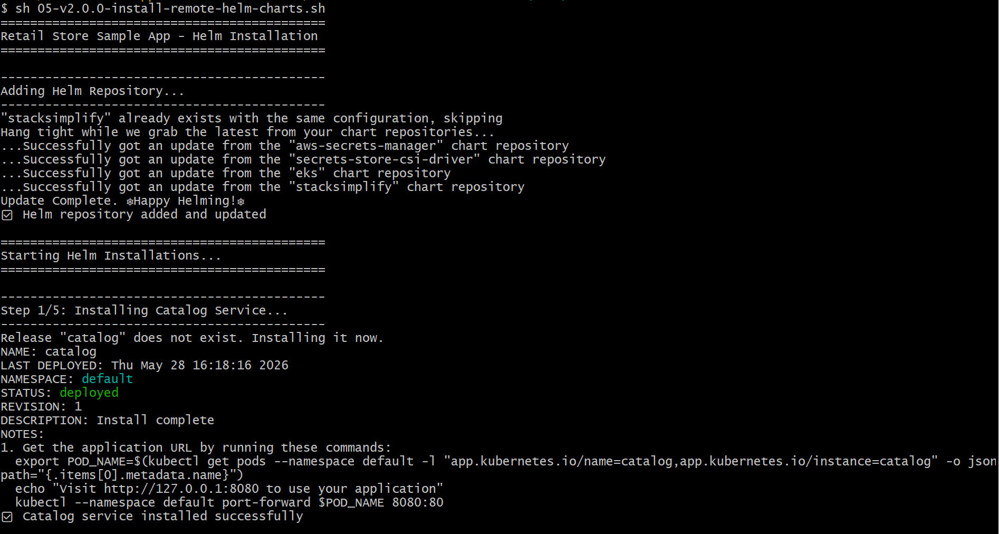 $ sh 05-v2.0.0-install-remote-helm-charts.sh
============================================
Retail Store Sample App - Helm Installation
============================================
--------------------------------------------
Adding Helm Repository...
--------------------------------------------
"stacksimplify" already exists with the same configuration, skipping
Hang tight while we grab the latest from your chart repositories...
...Successfully got an update from the "aws-secrets-manager" chart repository
...Successfully got an update from the "secrets-store-csi-driver" chart repository
...Successfully got an update from the "eks" chart repository
...Successfully got an update from the "stacksimplify" chart repository
Update Complete. ⎈Happy Helming!⎈
☑ Helm repository added and updated
============================================
Starting Helm Installations...
============================================
--------------------------------------------
Step 1/5: Installing Catalog Service...
--------------------------------------------
Release "catalog" does not exist. Installing it now.
NAME: catalog
LAST DEPLOYED: Thu May 28 16:18:16 2026
NAMESPACE: default
STATUS: deployed
REVISION: 1
DESCRIPTION: Install complete
NOTES:
1. Get the application URL by running these commands:
  export POD_NAME=$(kubectl get pods --namespace default -l "app.kubernetes.io/name=catalog,app.kubernetes.io/instance=catalog" -o json
path="{.items[0].metadata.name}")
  echo "Visit http://127.0.0.1:8080 to use your application"
  kubectl --namespace default port-forward $POD_NAME 8080:80
☑ Catalog service installed successfully